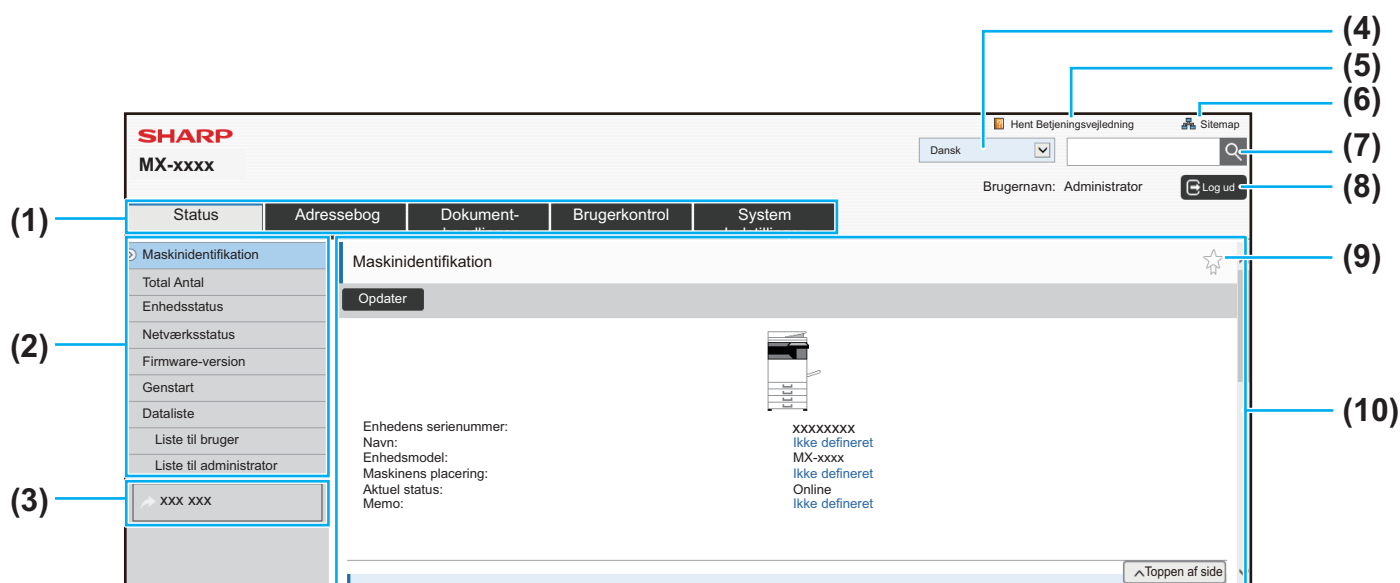 (4)
(5)
(6)
SHARP
Hent Betjeningsvejledning
Sitemap
MX-xxxx
Dansk
(7)
Brugernavn: Administrator
Log ud
(8)
(1)
Status
Adressebog
Dokument-
Brugerkontrol
System
(2)
Maskinidentifikation
Total Antal
Enhedsstatus
Netværksstatus
Firmware-version
Genstart
Dataliste
Liste til bruger
Liste til administrator
(3)
xxx xxx
Maskinidentifikation
(9)
Opdater
(10)
Enhedens serienummer: xxxxxxxx
Navn: Ikke defineret
Enhedsmodel: MX-xxxx
Maskinens placering: Ikke defineret
Aktuel status: Online
Memo: Ikke defineret
Toppen af side